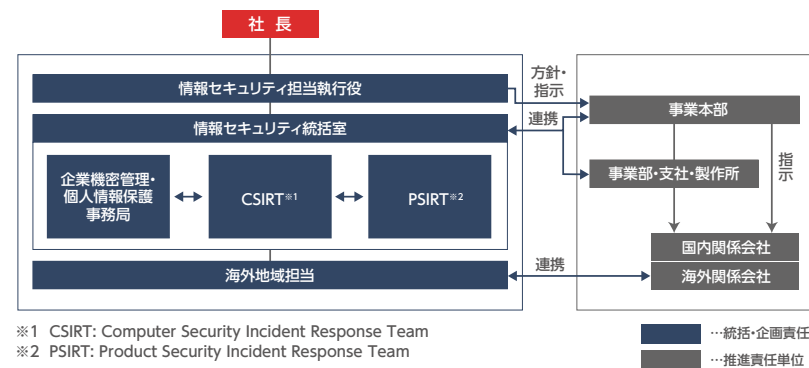 社 長
情報セキュリティ担当執行役
方針・
指示
事業本部
情報セキュリティ統括室
連携
企業機密管理・
個人情報保護
事務局
CSIRT※1
PSIRT※2
事業部・支社・製作所
指示
国内関係会社
海外地域担当
連携
海外関係会社
※1 CSIRT: Computer Security Incident Response Team
※2 PSIRT: Product Security Incident Response Team
…統括・企画責任
…推進責任単位